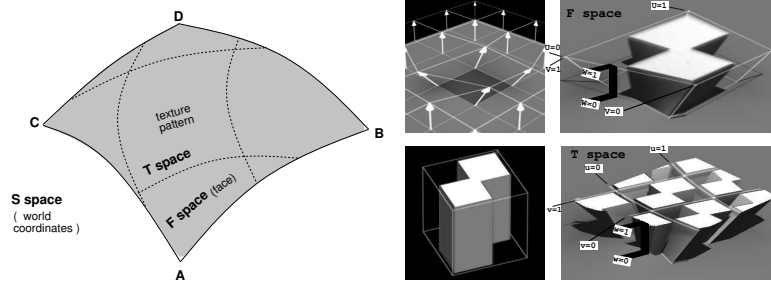 D
C
B
A
texture
pattern
T space
F space (face)
S space
( world
coordinates )
F space
U=1
U=0
V=1
W=1
W=0
V=0
T space
u=1
u=0
v=1
v=0
w=1
w=0